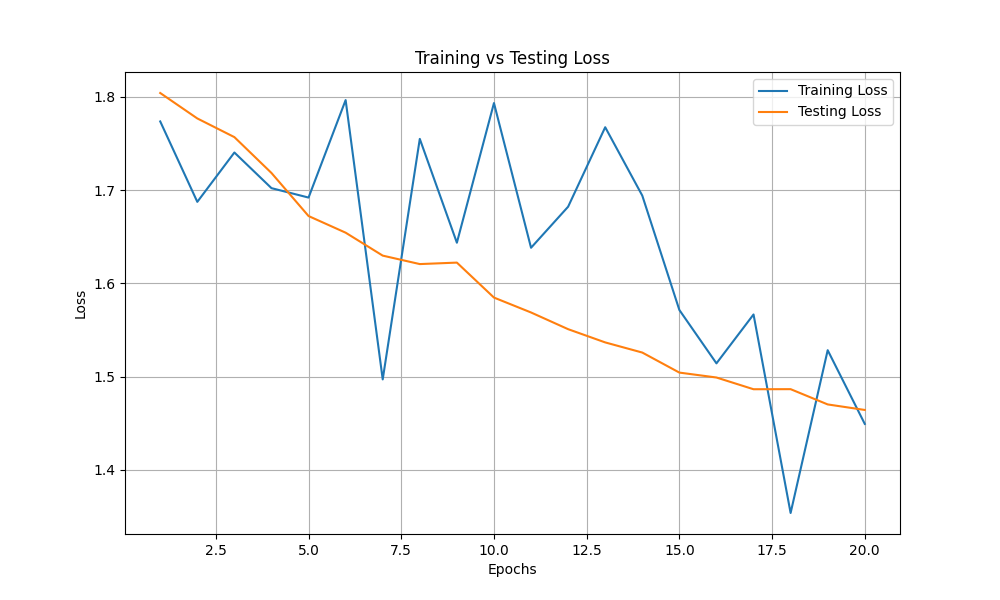 Training vs Testing Loss
Training Loss
Testing Loss
1.8
1.7
1.6
1.5
1.4
Loss
2.5 5.0 7.5 10.0 12.5 15.0 17.5 20.0
Epochs